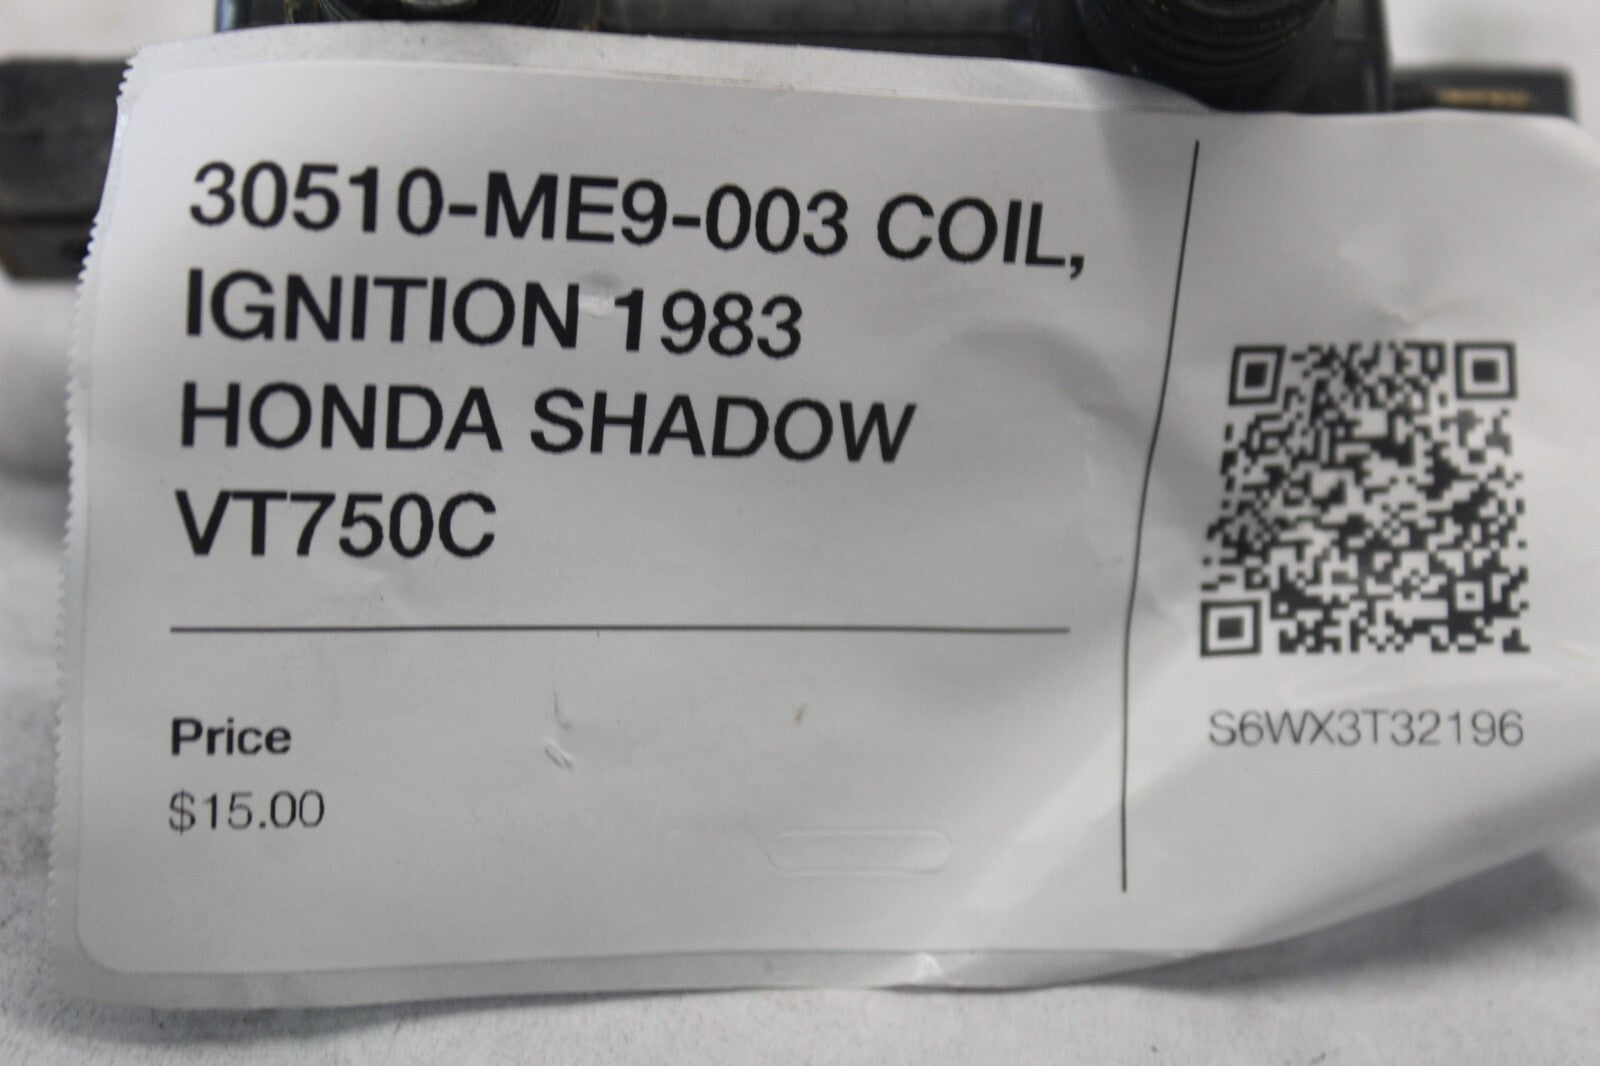 30510-ME9-003 COIL,
IGNITION 1983
HONDA SHADOW
VT750C
Price
$15.00
S6WX3T32196